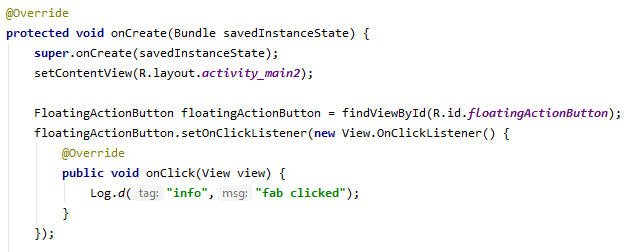 @Override
protected void onCreate(Bundle savedInstanceState) {
    super.onCreate(savedInstanceState);
    setContentView(R.layout.activity_main2);

    FloatingActionButton floatingActionButton = findViewById(R.id.floatingActionButton);
    floatingActionButton.setOnClickListener(new View.OnClickListener() {
        @Override
        public void onClick(View view) {
            Log.d( tag: "info", msg: "fab clicked");
        }
    });